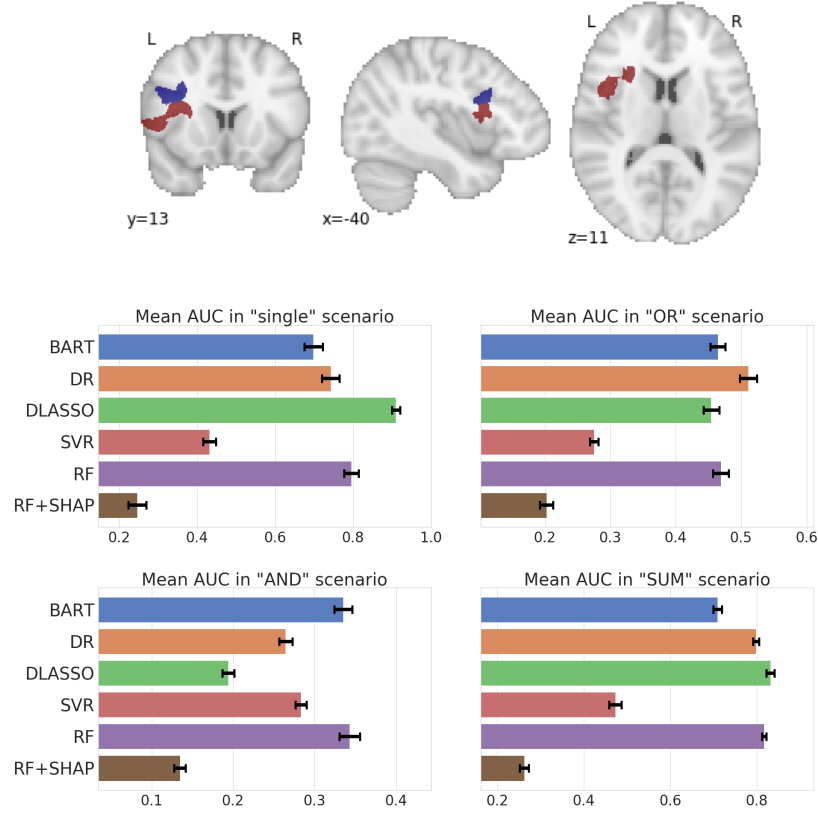 L R
L R
y=13
x=-40
z=11
Mean AUC in "single" scenario
BART
DR
DLASSO
SVR
RF
RF+SHAP
0.2 0.4 0.6 0.8 1.0
Mean AUC in "OR" scenario
0.2 0.3 0.4 0.5 0.6
Mean AUC in "AND" scenario
BART
DR
DLASSO
SVR
RF
RF+SHAP
0.1 0.2 0.3 0.4
Mean AUC in "SUM" scenario
0.2 0.4 0.6 0.8